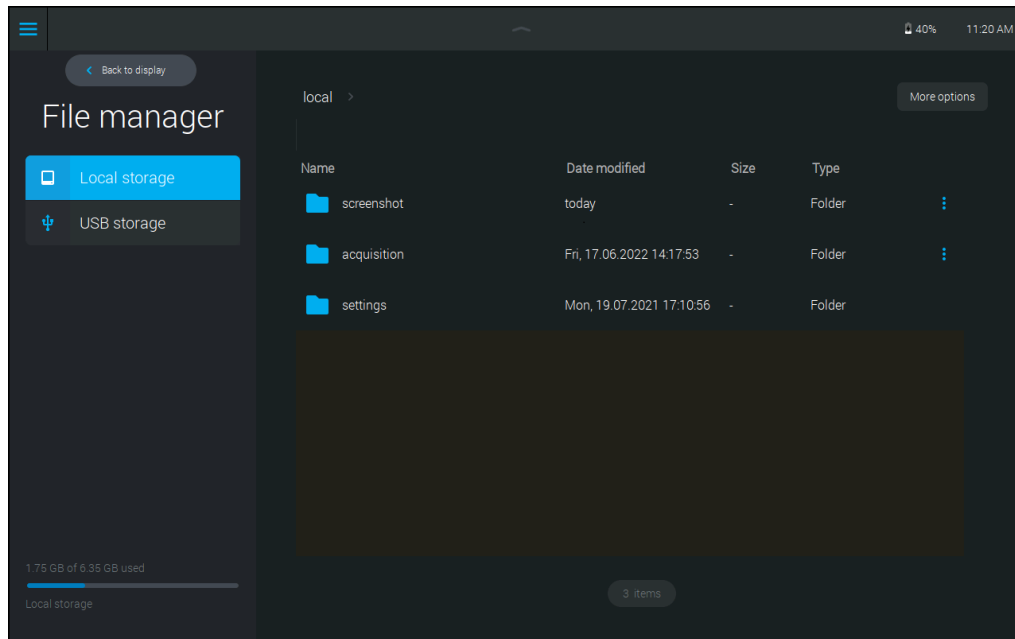 40% 11:20 AM
Back to display
File manager
Local storage
USB storage
1.75 GB of 6.35 GB used
Local storage
local >
More options
Name Date modified Size Type
screenshot today - Folder
acquisition Fri, 17.06.2022 14:17:53 - Folder
settings Mon, 19.07.2021 17:10:56 - Folder
3 items